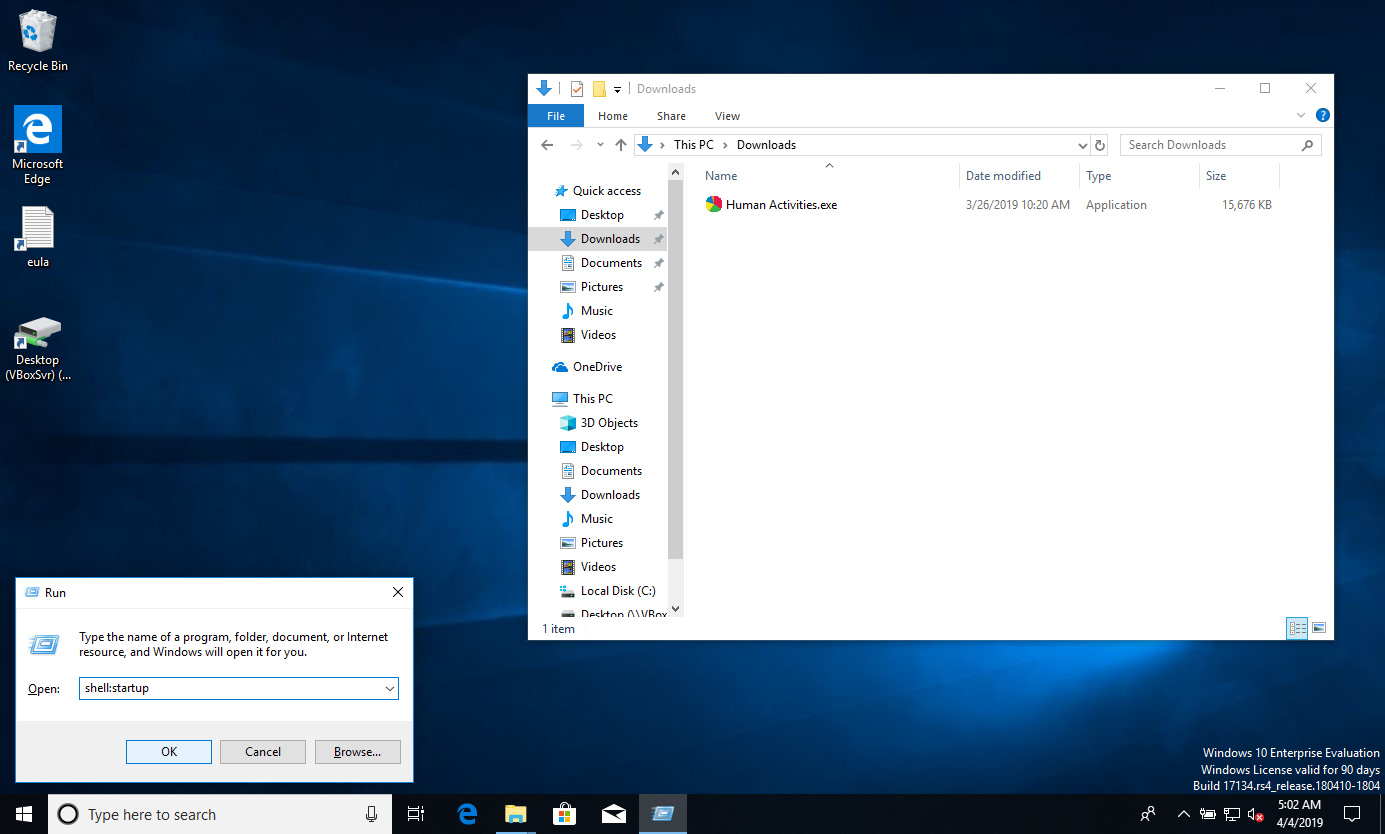 Recycle Bin
Microsoft
Edge
eula
Desktop
(VBoxSvr) (...
Downloads
File
Home
Share
View
?
This PC
Downloads
Search Downloads
Name
Date modified
Type
Size
Human Activities.exe
3/26/2019 10:20 AM
Application
15,676 KB
Quick access
Desktop
Downloads
Documents
Pictures
Music
Videos
OneDrive
This PC
3D Objects
Desktop
Documents
Downloads
Music
Pictures
Videos
Local Disk (C:)
Desktop (\\VBox
1 item
Run
Type the name of a program, folder, document, or Internet
resource, and Windows will open it for you.
Open:
shell:startup
OK
Cancel
Browse...
Windows 10 Enterprise Evaluation
Windows License valid for 90 days
Build 17134.rs4_release.180410-1804
Type here to search
5:02 AM
4/4/2019